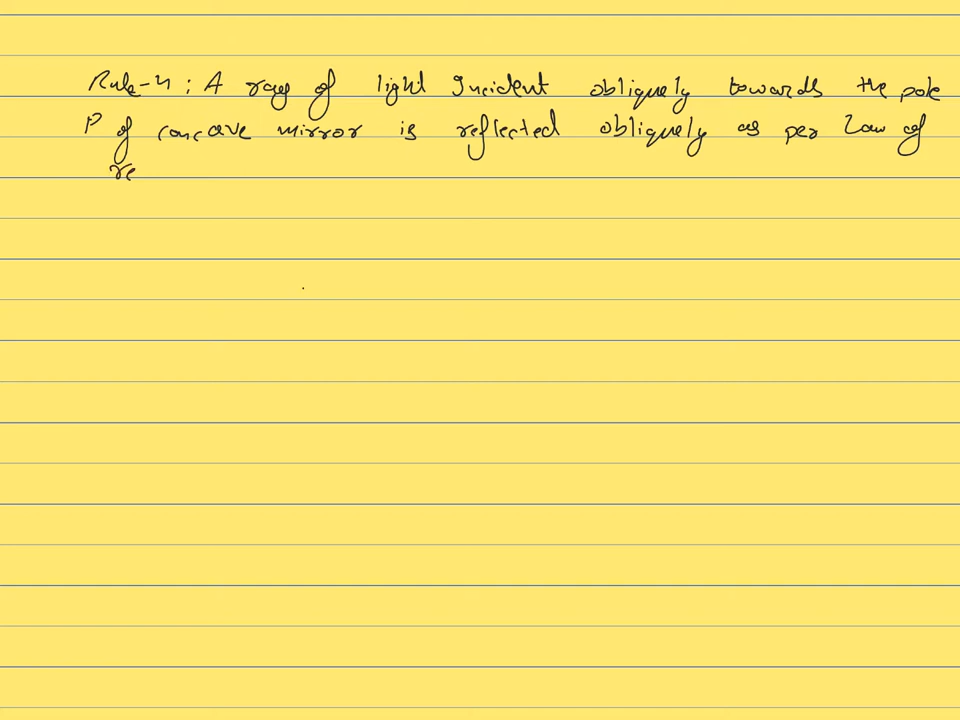 Rule-4: A ray of light Incident obliquely towards the pole
P of concave mirror is reflected obliquely as per Law of
re